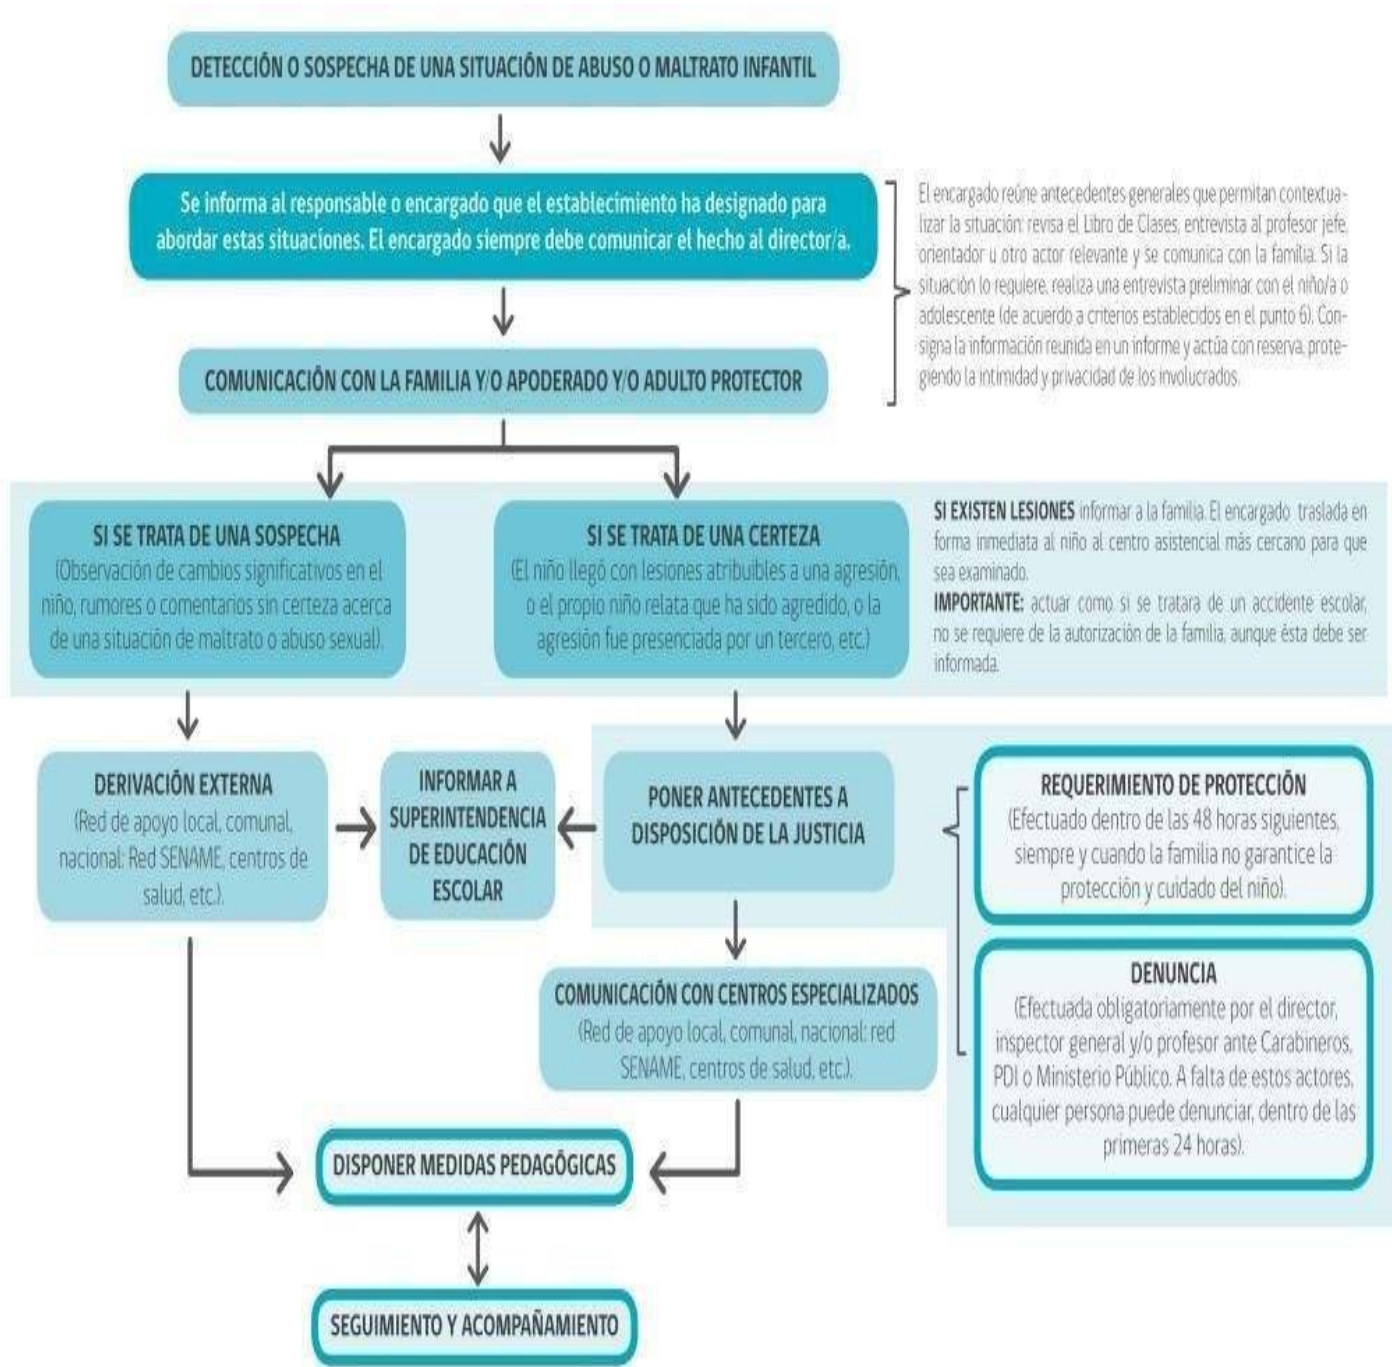 DETECCIÓN O SOSPECHA DE UNA SITUACIÓN DE ABUSO O MALTRATO INFANTIL
Se informa al responsable o encargado que el establecimiento ha designado para
abordar estas situaciones. El encargado siempre debe comunicar el hecho al director/a.
El encargado reúne antecedentes generales que permitan contextua-
lizar la situación: revisa el Libro de Clases, entrevista al profesor jefe,
orientador u otro actor relevante y se comunica con la familia. Si la
situación lo requiere, realiza una entrevista preliminar con el niño/a o
adolescente (de acuerdo a criterios establecidos en el punto 6). Con-
signa la información reunida en un informe y actúa con reserva, prote-
giendo la intimidad y privacidad de los involucrados.
COMUNICACIÓN CON LA FAMILIA Y/O APODERADO Y/O ADULTO PROTECTOR
SI SE TRATA DE UNA SOSPECHA
(Observación de cambios significativos en el
niño, rumores o comentarios sin certeza acerca
de una situación de maltrato o abuso sexual).
SI SE TRATA DE UNA CERTEZA
(El niño llegó con lesiones atribuibles a una agresión,
o el propio niño relata que ha sido agredido, o la
agresión fue presenciada por un tercero, etc.)
SI EXISTEN LESIONES informar a la familia. El encargado traslada en
forma inmediata al niño al centro asistencial más cercano para que
sea examinado.
IMPORTANTE: actuar como si se tratara de un accidente escolar,
no se requiere de la autorización de la familia, aunque ésta debe ser
informada.
DERIVACIÓN EXTERNA
(Red de apoyo local, comunal,
nacional: Red SENAME, centros de
salud, etc.).
INFORMAR A
SUPERINTENDENCIA
DE EDUCACIÓN
ESCOLAR
PONER ANTECEDENTES A
DISPOSICIÓN DE LA JUSTICIA
REQUERIMIENTO DE PROTECCIÓN
(Efectuado dentro de las 48 horas siguientes,
siempre y cuando la familia no garantice la
protección y cuidado del niño).
DENUNCIA
(Efectuada obligatoriamente por el director,
inspector general y/o profesor ante Carabineros,
PDI o Ministerio Público. A falta de estos actores,
cualquier persona puede denunciar, dentro de las
primeras 24 horas).
COMUNICACIÓN CON CENTROS ESPECIALIZADOS
(Red de apoyo local, comunal, nacional: red
SENAME, centros de salud, etc.).
DISPONER MEDIDAS PEDAGÓGICAS
SEGUIMIENTO Y ACOMPAÑAMIENTO